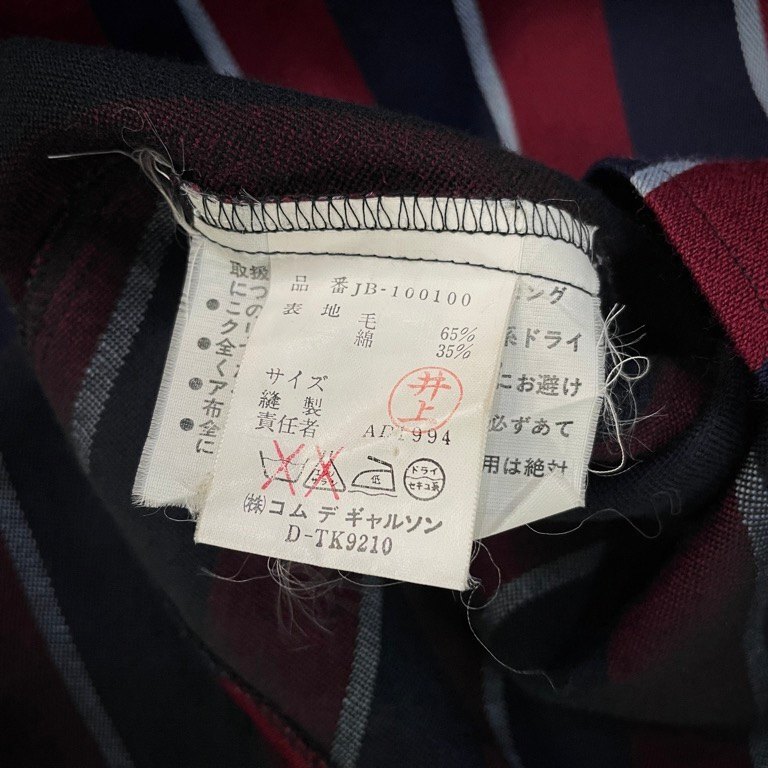 品 番 JB-100100
表 地 毛 65%
綿 35%
サイズ
縫 製
責任者
井上
AD1994
低
ドライ
セキユ系
(株)コム デ ギャルソン
D-TK9210
取扱
ング
系ドライ
にお避け
必ずあて
用は絶対